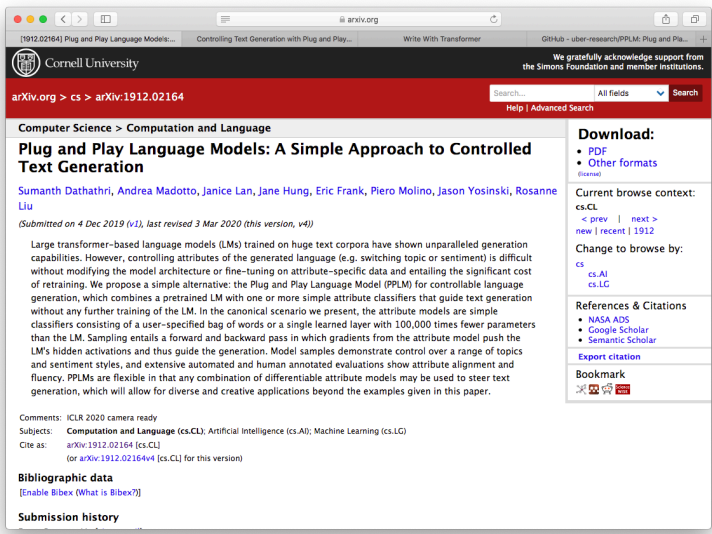 arxiv.org
[1912.02164] Plug and Play Language Models:...
Controlling Text Generation with Plug and Play...
Write With Transformer
GitHub - uber-research/PPLM: Plug and Pla...
Cornell University
We gratefully acknowledge support from
the Simons Foundation and member institutions.
arXiv.org > cs > arXiv:1912.02164
Search...
All fields
Search
Help | Advanced Search
Computer Science > Computation and Language
Plug and Play Language Models: A Simple Approach to Controlled
Text Generation
Sumanth Dathathri, Andrea Madotto, Janice Lan, Jane Hung, Eric Frank, Piero Molino, Jason Yosinski, Rosanne
Liu
(Submitted on 4 Dec 2019 (v1), last revised 3 Mar 2020 (this version, v4))
Large transformer-based language models (LMs) trained on huge text corpora have shown unparalleled generation
capabilities. However, controlling attributes of the generated language (e.g. switching topic or sentiment) is difficult
without modifying the model architecture or fine-tuning on attribute-specific data and entailing the significant cost
of retraining. We propose a simple alternative: the Plug and Play Language Model (PPLM) for controllable language
generation, which combines a pretrained LM with one or more simple attribute classifiers that guide text generation
without any further training of the LM. In the canonical scenario we present, the attribute models are simple
classifiers consisting of a user-specified bag of words or a single learned layer with 100,000 times fewer parameters
than the LM. Sampling entails a forward and backward pass in which gradients from the attribute model push the
LM's hidden activations and thus guide the generation. Model samples demonstrate control over a range of topics
and sentiment styles, and extensive automated and human annotated evaluations show attribute alignment and
fluency. PPLMs are flexible in that any combination of differentiable attribute models may be used to steer text
generation, which will allow for diverse and creative applications beyond the examples given in this paper.
Comments: ICLR 2020 camera ready
Subjects: Computation and Language (cs.CL); Artificial Intelligence (cs.AI); Machine Learning (cs.LG)
Cite as: arXiv:1912.02164 [cs.CL]
(or arXiv:1912.02164v4 [cs.CL] for this version)
Bibliographic data
[Enable Bibex (What is Bibex?)]
Submission history
Download:
• PDF
• Other formats
(license)
Current browse context:
cs.CL
< prev | next >
new | recent | 1912
Change to browse by:
cs
cs.AI
cs.LG
References & Citations
• NASA ADS
• Google Scholar
• Semantic Scholar
Export citation
Bookmark